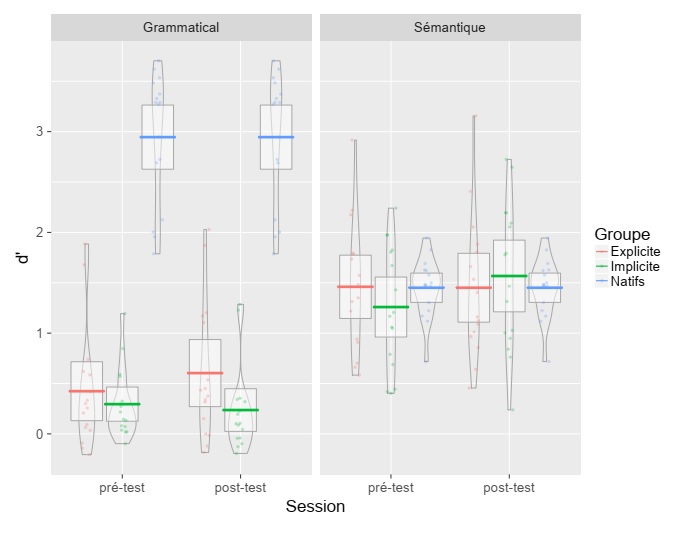 Grammatical
Sémantique
3
2
1
0
d'
pré-test
post-test
pré-test
post-test
Session
Groupe
Explicite
Implicite
Natifs